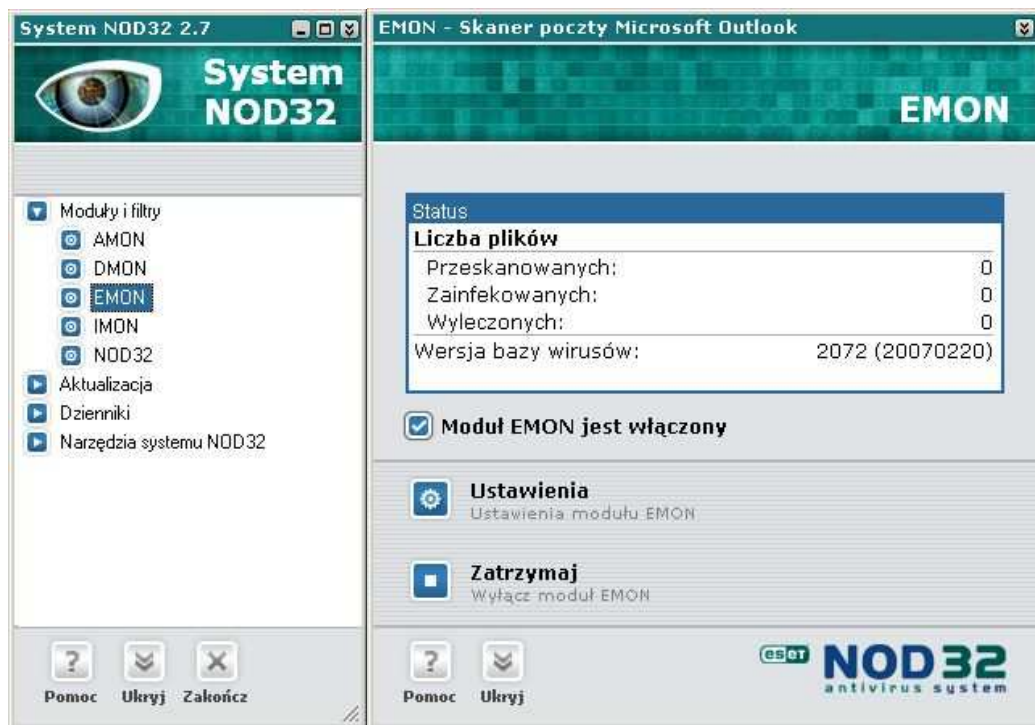 System NOD32 2.7
System
NOD32
Moduły i filtry
AMON
DMON
EMON
IMON
NOD32
Aktualizacja
Dzienniki
Narzędzia systemu NOD32
Pomoc Ukryj Zakończ
EMON - Skaner poczty Microsoft Outlook
EMON
Status
Liczba plików
Przeskanowanych: 0
Zainfekowanych: 0
Wyleczonych: 0
Wersja bazy wirusów: 2072 (20070220)
Moduł EMON jest włączony
Ustawienia
Ustawienia modułu EMON
Zatrzymaj
Wyłącz moduł EMON
Pomoc Ukryj
eset NOD32
antivirus system